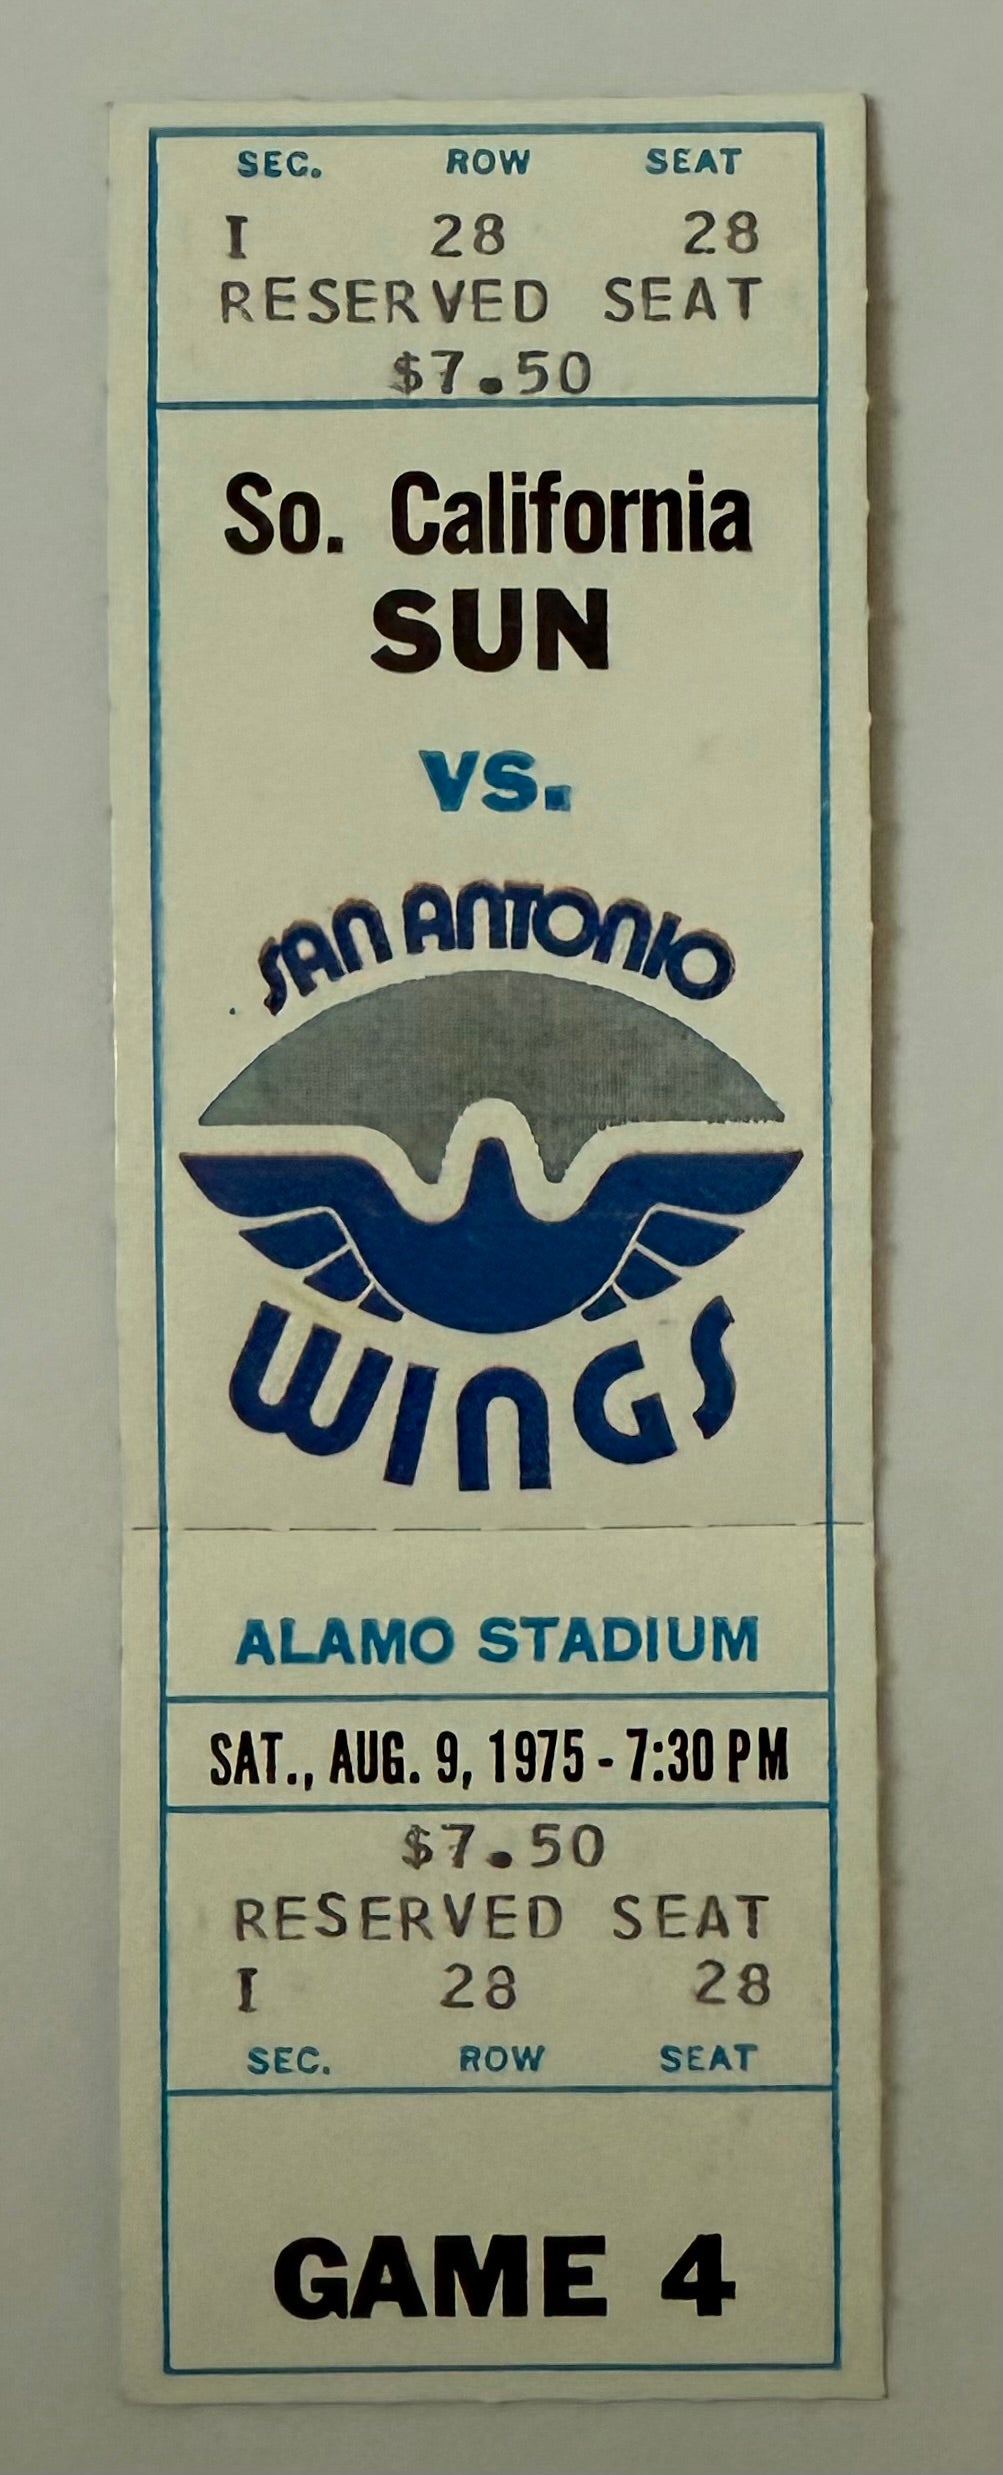 SEC. ROW SEAT
I 28 28
RESERVED SEAT
$7.50
So. California
SUN
VS.
SAN ANTONIO
WINGS
ALAMO STADIUM
SAT., AUG. 9, 1975 - 7:30 PM
$7.50
RESERVED SEAT
I 28 28
SEC. ROW SEAT
GAME 4